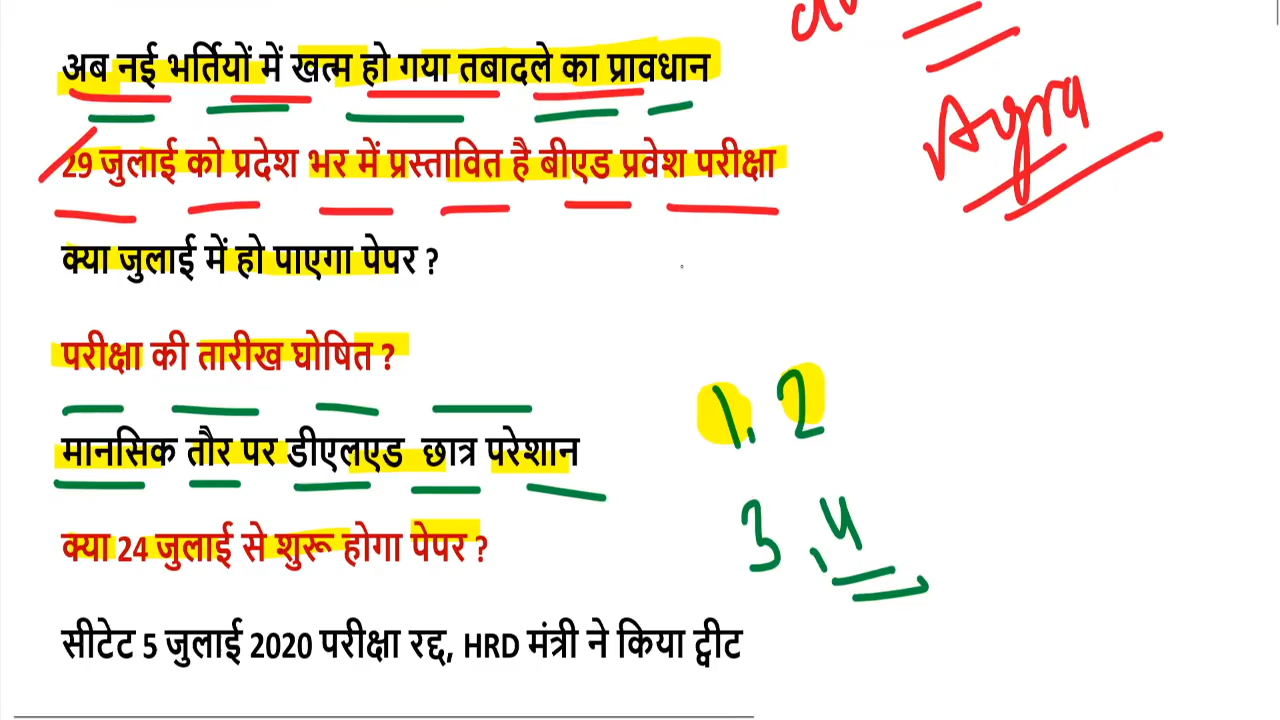 अब नई भर्तियों में खत्म हो गया तबादले का प्रावधान
29 जुलाई को प्रदेश भर में प्रस्तावित है बीएड प्रवेश परीक्षा
Agra
क्या जुलाई में हो पाएगा पेपर ?
परीक्षा की तारीख घोषित ?
1, 2
मानसिक तौर पर डीएलएड छात्र परेशान
3, 4
क्या 24 जुलाई से शुरू होगा पेपर ?
सीटेट 5 जुलाई 2020 परीक्षा रद्द, HRD मंत्री ने किया ट्वीट